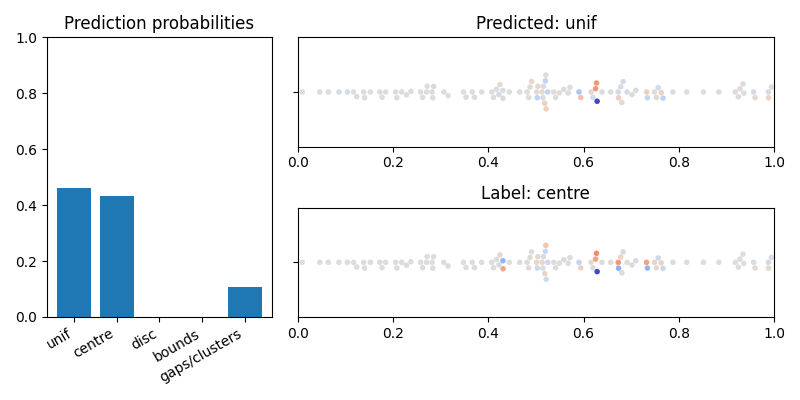 Prediction probabilities
1.0
0.8
0.6
0.4
0.2
0.0
unif
centre
disc
bounds
gaps/clusters
Predicted: unif
0.0 0.2 0.4 0.6 0.8 1.0
Label: centre
0.0 0.2 0.4 0.6 0.8 1.0